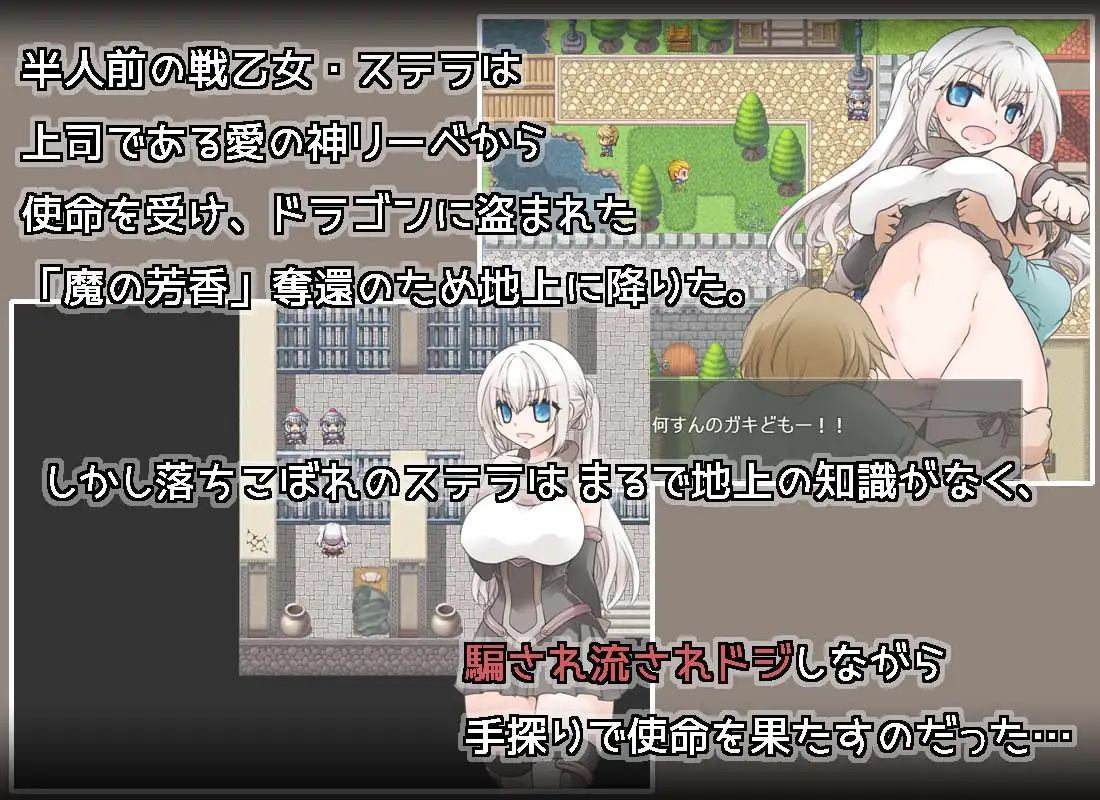 半人前の戦乙女・ステラは
上司である愛の神リーベから
使命を受け、ドラゴンに盗まれた
「魔の芳香」奪還のため地上に降りた。
何すんのガキどもー！！
しかし落ちこぼれのステラは まるで地上の知識がなく、
騙され流されドジしながら
手探りで使命を果たすのだった…